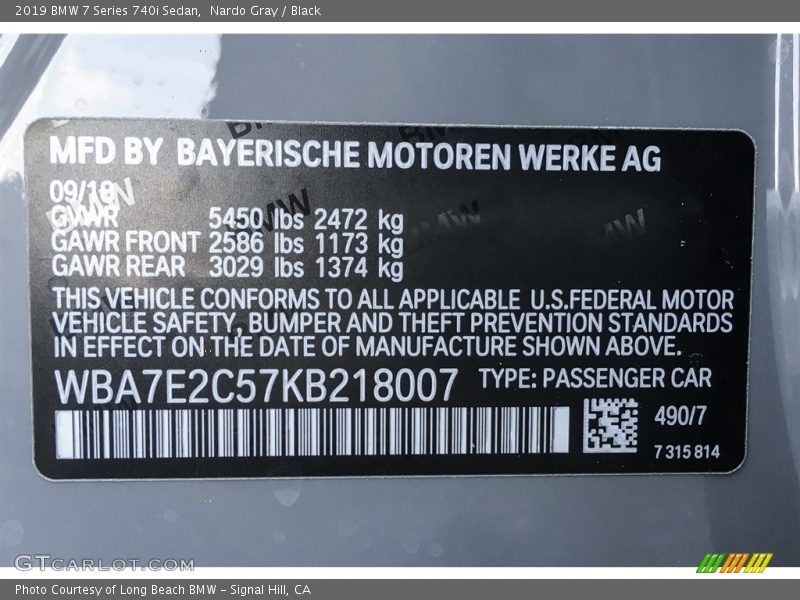 2019 BMW 7 Series 740i Sedan,  Nardo Gray / Black
MFD BY BAYERISCHE MOTOREN WERKE AG
09/18
GVWR 5450 lbs 2472 kg
GAWR FRONT 2586 lbs 1173 kg
GAWR REAR 3029 lbs 1374 kg
THIS VEHICLE CONFORMS TO ALL APPLICABLE U.S.FEDERAL MOTOR
VEHICLE SAFETY, BUMPER AND THEFT PREVENTION STANDARDS
IN EFFECT ON THE DATE OF MANUFACTURE SHOWN ABOVE.
WBA7E2C57KB218007 TYPE: PASSENGER CAR
490/7
7 315 814
GTCARLOT.COM
Photo Courtesy of Long Beach BMW - Signal Hill, CA